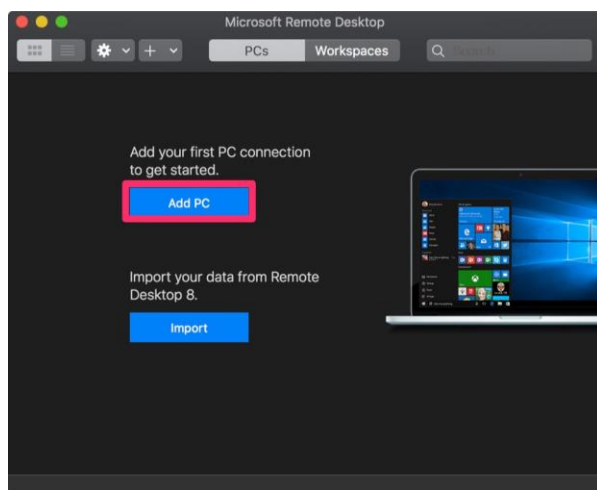 Microsoft Remote Desktop
PCs
Workspaces
Search
Add your first PC connection
to get started.
Add PC
Import your data from Remote
Desktop 8.
Import